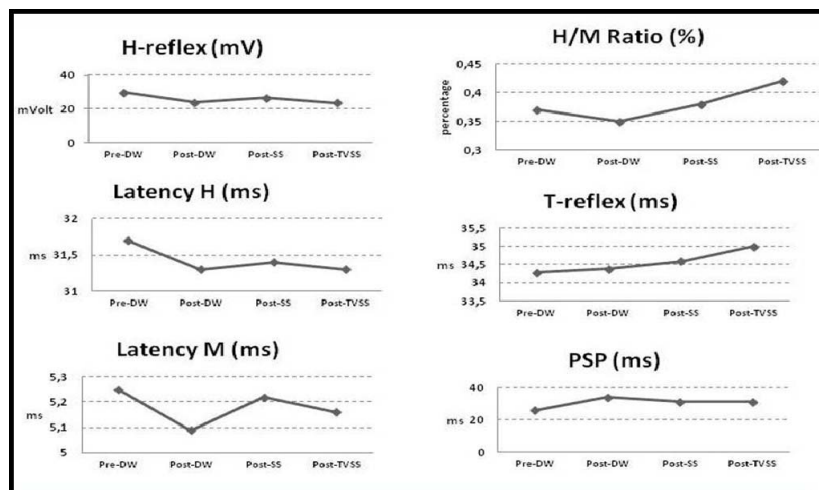 H-reflex (mV)
40
mVolt
20
0
Pre-DW Post-DW Post-SS Post-TVSS
H/M Ratio (%)
0,45
percentage
0,4
0,35
0,3
Pre-DW Post-DW Post-SS Post-TVSS
Latency H (ms)
32
ms 31,5
31
Pre-DW Post-DW Post-SS Post-TVSS
T-reflex (ms)
35,5
35
ms 34,5
34
33,5
Pre-DW Post-DW Post-SS Post-TVSS
Latency M (ms)
5,3
ms 5,2
5,1
5
Pre-DW Post-DW Post-SS Post-TVSS
PSP (ms)
40
ms 20
0
Pre-DW Post-DW Post-SS Post-TVSS